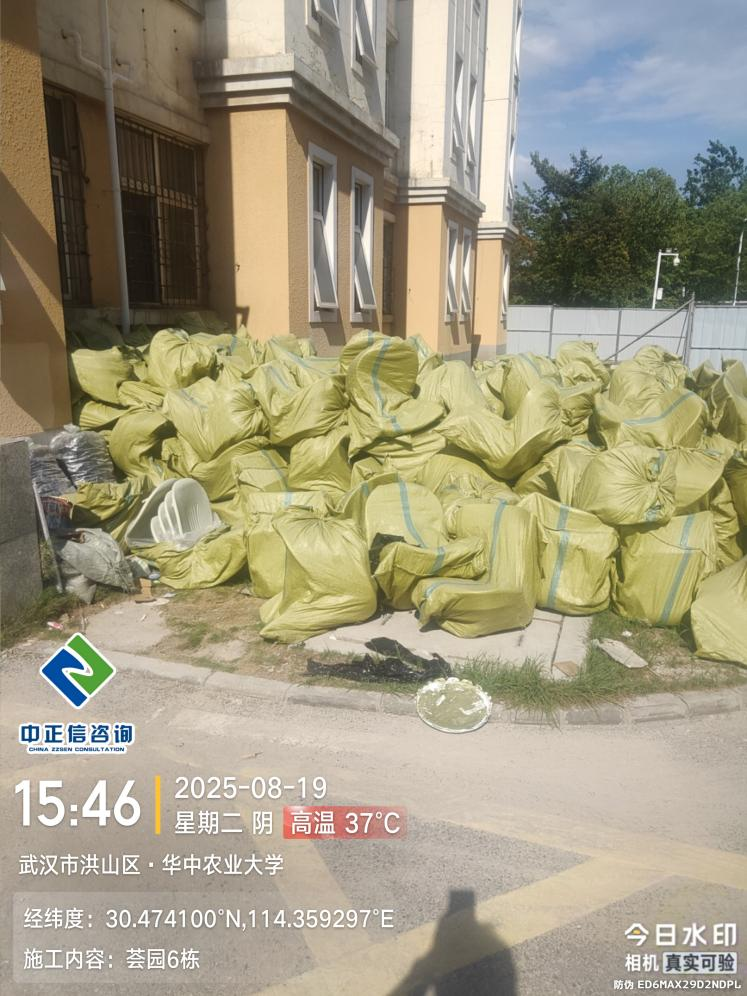 中正信咨询
CHINA ZZSEN CONSULTATION
15:46
2025-08-19
星期二 阴 高温 37°C
武汉市洪山区·华中农业大学
经纬度：30.474100°N,114.359297°E
施工内容：荟园6栋
今日水印
相机 真实可验
防伪 ED6MAX29D2NDPL